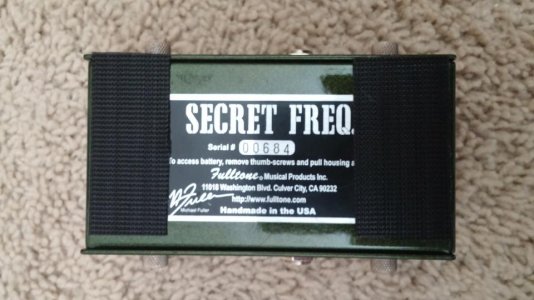 SECRET FREQ.
Serial # 00684
To access battery, remove thumb-screws and pull housing a
Fulltone® Musical Products Inc.
11018 Washington Blvd. Culver City, CA 90232
http://www.fulltone.com
Michael Fuller
Handmade in the USA